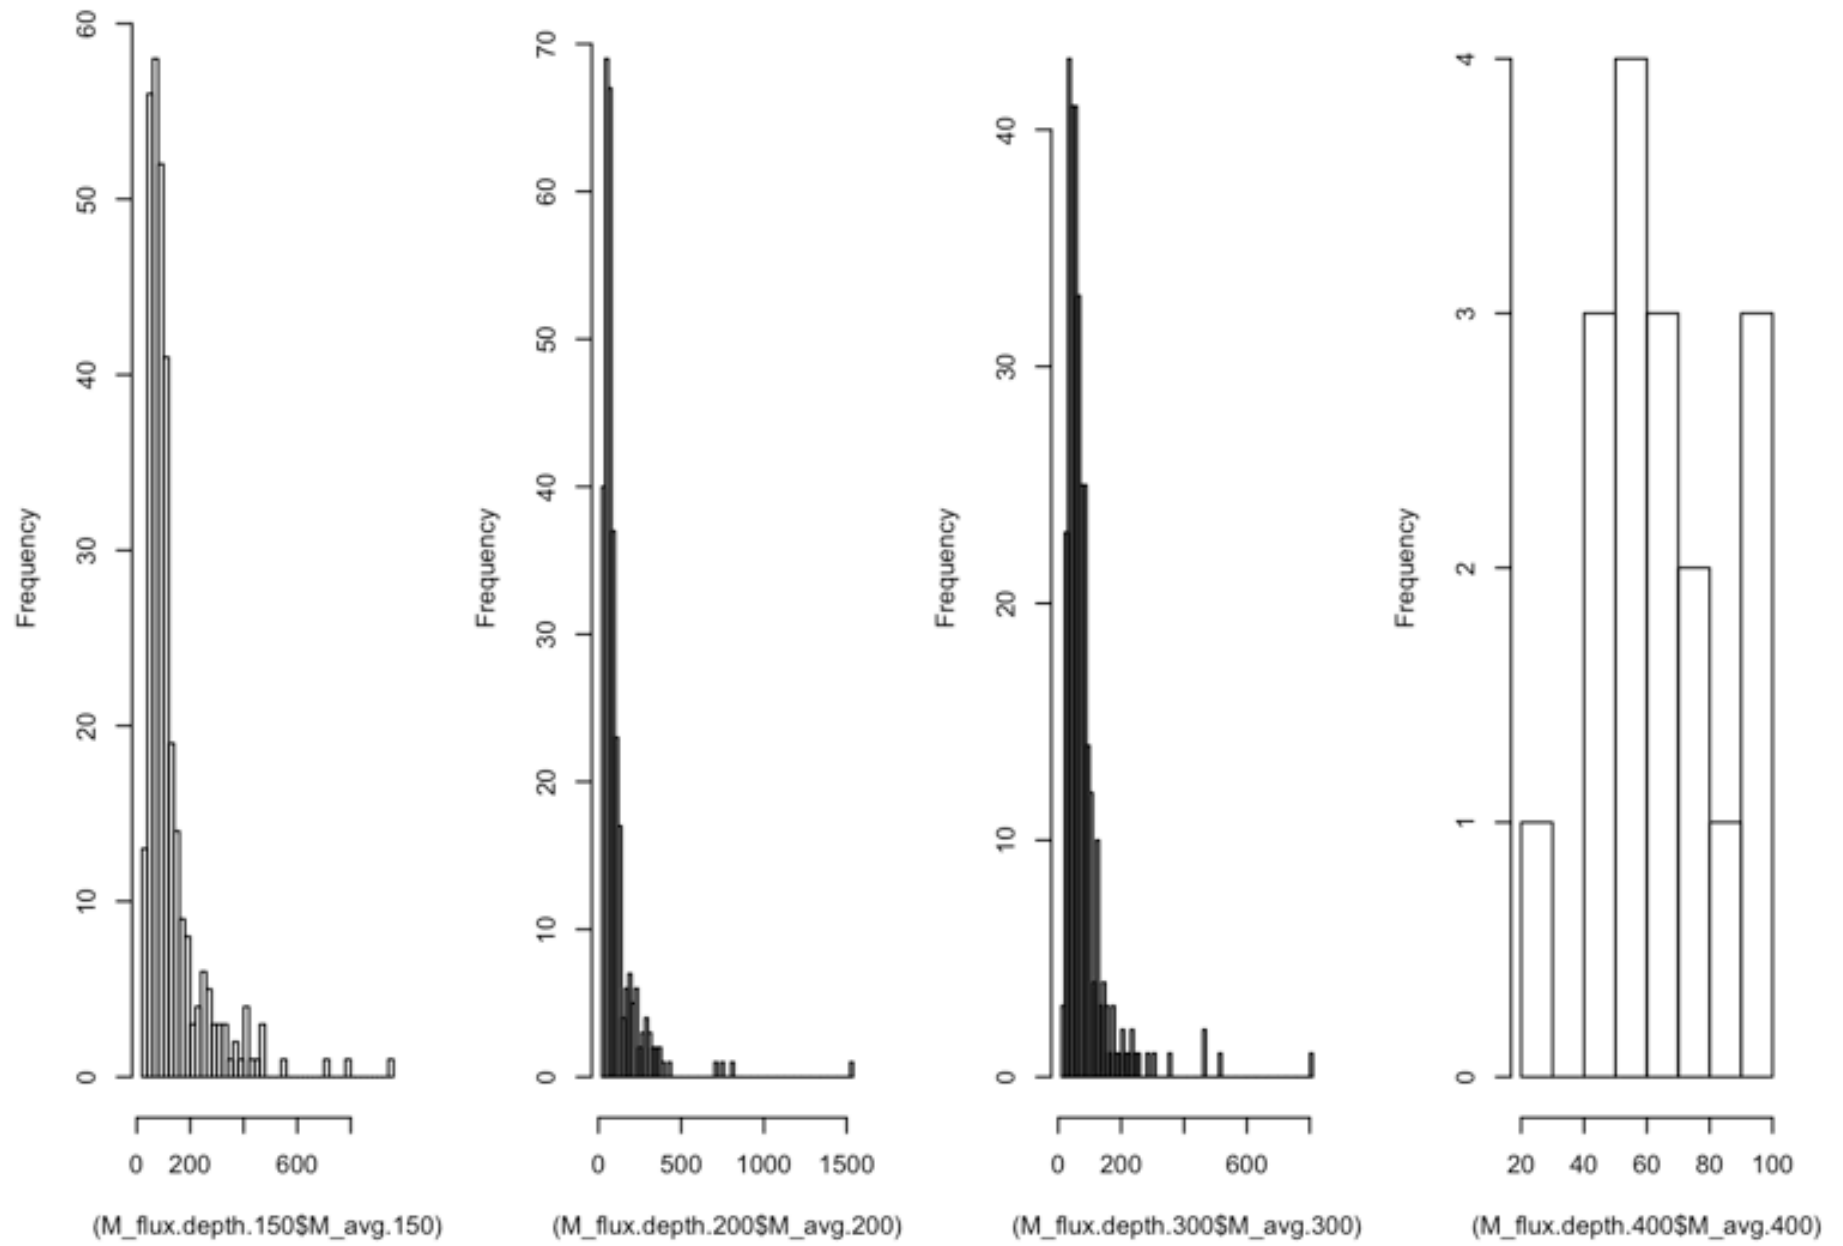 Frequency
0
10
20
30
40
50
60
0 200 600
(M_flux.depth.150$M_avg.150)
Frequency
0
10
20
30
40
50
60
70
0 500 1000 1500
(M_flux.depth.200$M_avg.200)
Frequency
0
10
20
30
40
0 200 600
(M_flux.depth.300$M_avg.300)
Frequency
0
1
2
3
4
20 40 60 80 100
(M_flux.depth.400$M_avg.400)